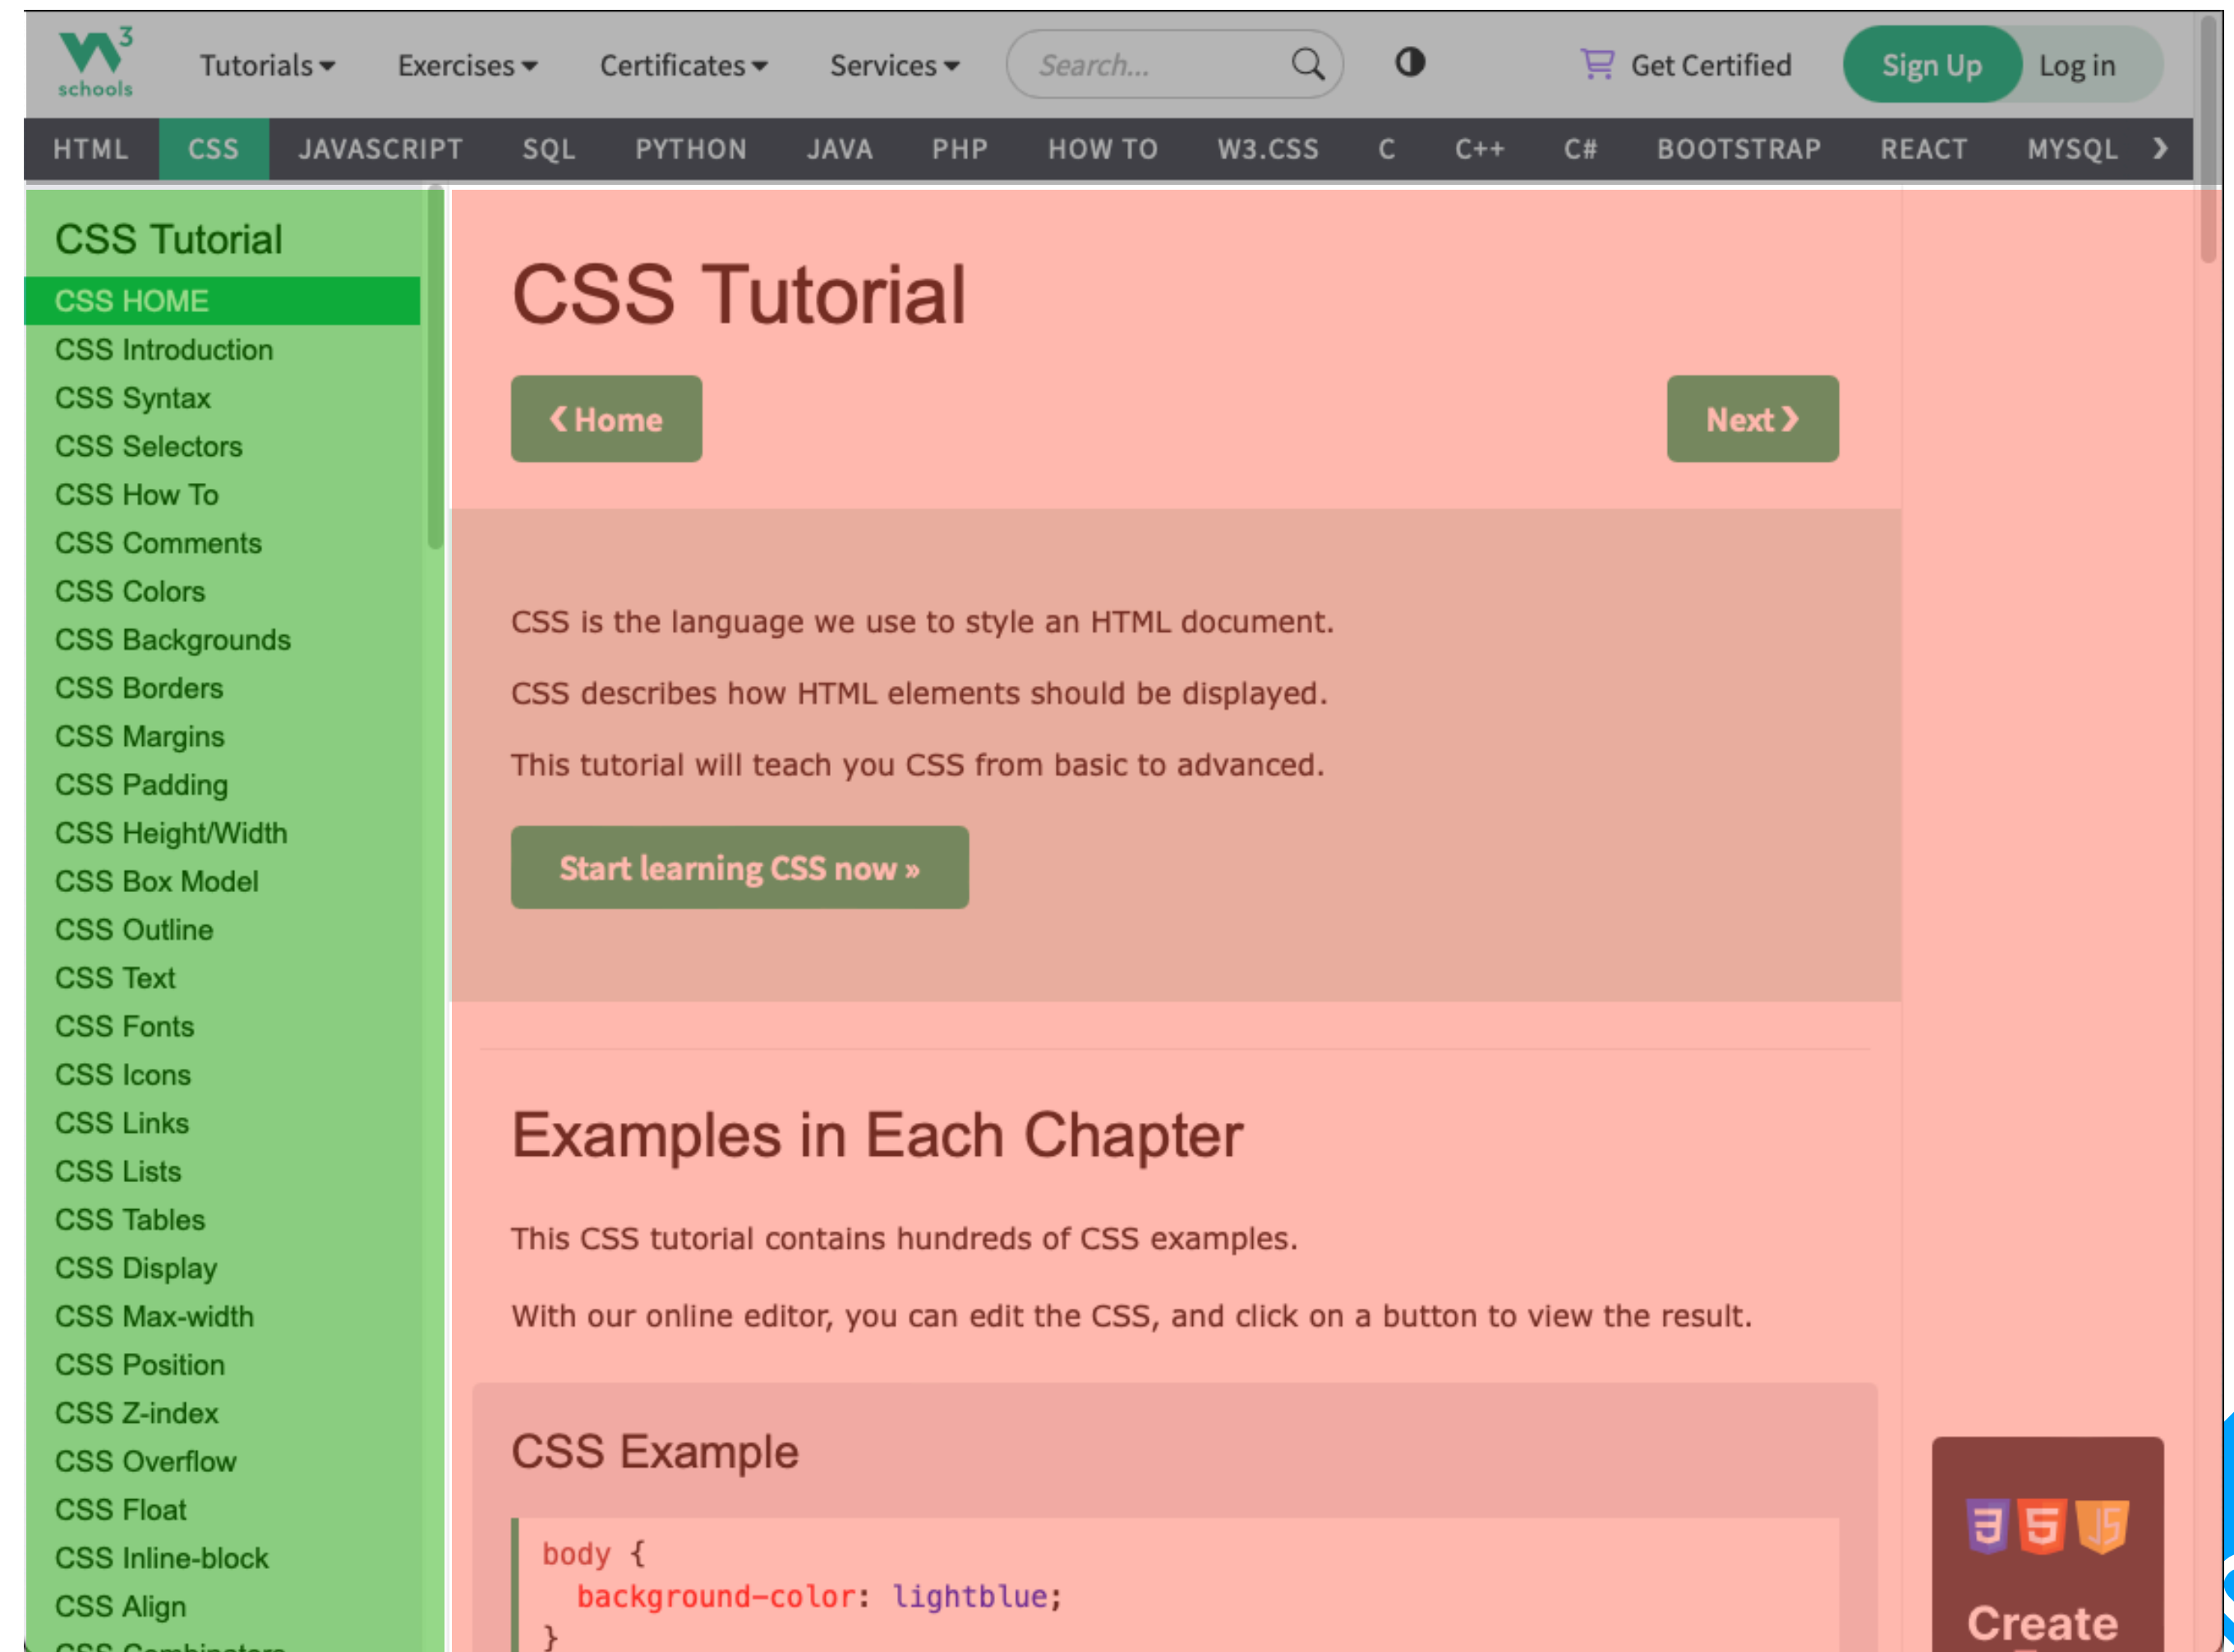 3
schools
Tutorials
Exercises
Certificates
Services
Search...
Get Certified
Sign Up
Log in
HTML CSS JAVASCRIPT SQL PYTHON JAVA PHP HOW TO W3.CSS C C++ C# BOOTSTRAP REACT MYSQL ❯
CSS Tutorial
CSS HOME
CSS Introduction
CSS Syntax
CSS Selectors
CSS How To
CSS Comments
CSS Colors
CSS Backgrounds
CSS Borders
CSS Margins
CSS Padding
CSS Height/Width
CSS Box Model
CSS Outline
CSS Text
CSS Fonts
CSS Icons
CSS Links
CSS Lists
CSS Tables
CSS Display
CSS Max-width
CSS Position
CSS Z-index
CSS Overflow
CSS Float
CSS Inline-block
CSS Align
CSS Combinators
CSS Tutorial
❮ Home
Next ❯
CSS is the language we use to style an HTML document.
CSS describes how HTML elements should be displayed.
This tutorial will teach you CSS from basic to advanced.
Start learning CSS now »
Examples in Each Chapter
This CSS tutorial contains hundreds of CSS examples.
With our online editor, you can edit the CSS, and click on a button to view the result.
CSS Example
body {
background-color: lightblue;
}
3 5 JS
Create